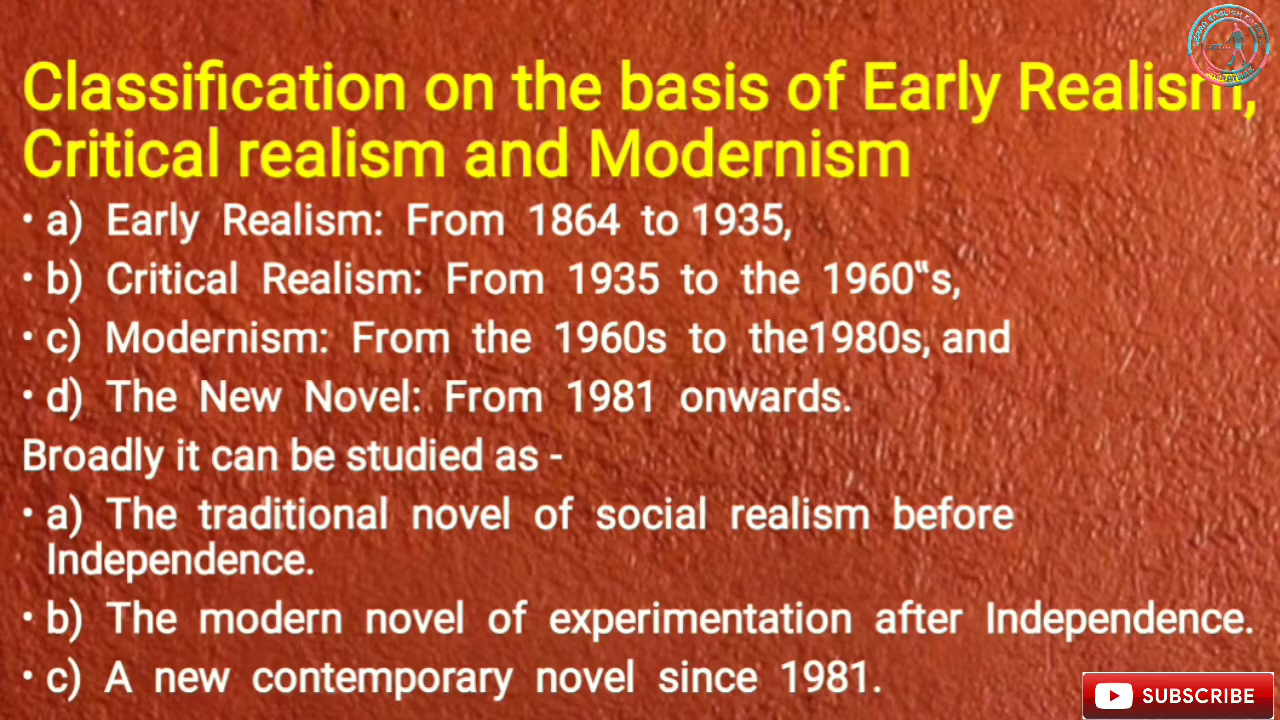 Classification on the basis of Early Realism,
Critical realism and Modernism
• a) Early Realism: From 1864 to 1935,
• b) Critical Realism: From 1935 to the 1960‟s,
• c) Modernism: From the 1960s to the1980s, and
• d) The New Novel: From 1981 onwards.
Broadly it can be studied as -
• a) The traditional novel of social realism before
Independence.
• b) The modern novel of experimentation after Independence.
• c) A new contemporary novel since 1981.
SUBSCRIBE